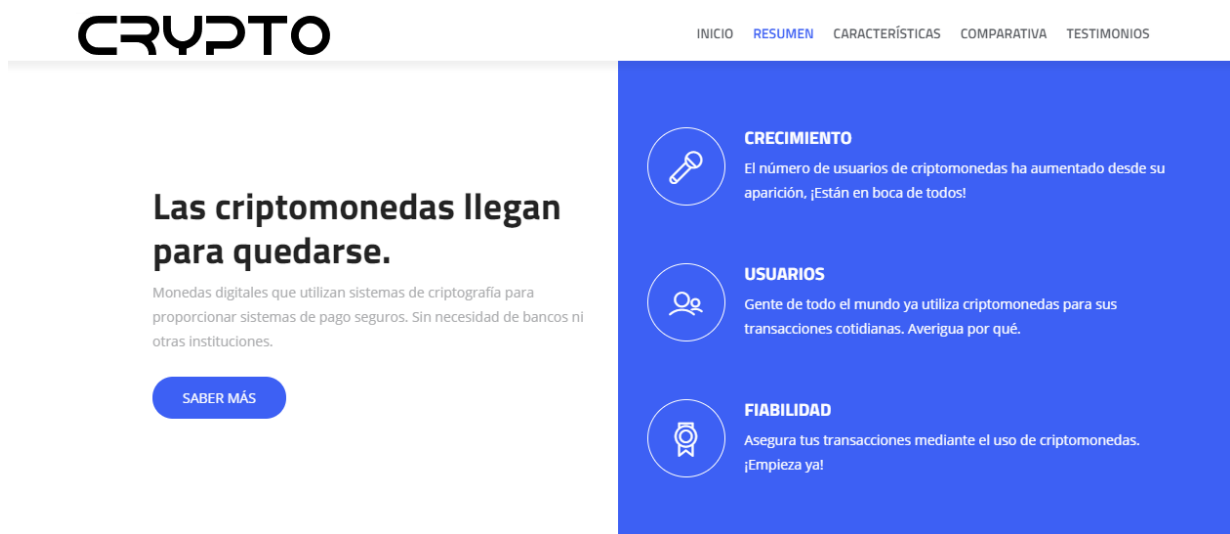 CRYPTO
INICIO RESUMEN CARACTERÍSTICAS COMPARATIVA TESTIMONIOS
Las criptomonedas llegan
para quedarse.
Monedas digitales que utilizan sistemas de criptografía para
proporcionar sistemas de pago seguros. Sin necesidad de bancos ni
otras instituciones.
SABER MÁS
CRECIMIENTO
El número de usuarios de criptomonedas ha aumentado desde su
aparición, ¡Están en boca de todos!
USUARIOS
Gente de todo el mundo ya utiliza criptomonedas para sus
transacciones cotidianas. Averigua por qué.
FIABILIDAD
Asegura tus transacciones mediante el uso de criptomonedas.
¡Empieza ya!